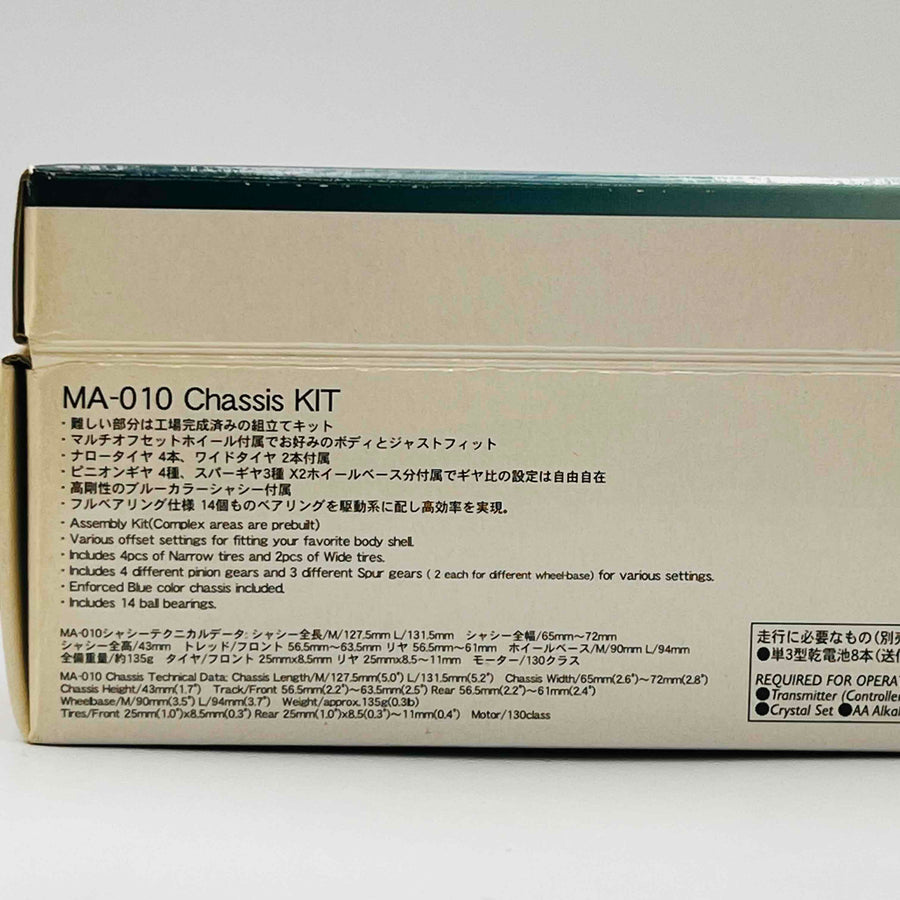 MA-010 Chassis KIT
・難しい部分は工場完成済みの組立てキット
・マルチオフセットホイール付属でお好みのボディとジャストフィット
・ナロータイヤ 4本、ワイドタイヤ 2本付属
・ピニオンギヤ 4種、スパーギヤ3種 X2ホイールベース分付属でギヤ比の設定は自由自在
・高剛性のブルーカラーシャシー付属
・フルベアリング仕様 14個ものベアリングを駆動系に配し高効率を実現。
・Assembly Kit(Complex areas are prebuilt)
・Various offset settings for fitting your favorite body shell.
・Includes 4pcs of Narrow tires and 2pcs of Wide tires.
・Includes 4 different pinion gears and 3 different Spur gears ( 2 each for different wheel-base) for various settings.
・Enforced Blue color chassis included.
・Includes 14 ball bearings.
MA-010シャシーテクニカルデータ: シャシー全長/M/127.5mm L/131.5mm シャシー全幅/65mm〜72mm
シャシー全高/43mm トレッド/フロント 56.5mm〜63.5mm リヤ 56.5mm〜61mm ホイールベース/M/90mm L/94mm
全備重量/約135g タイヤ/フロント 25mmx8.5mm リヤ 25mmx8.5〜11mm モーター/130クラス
MA-010 Chassis Technical Data: Chassis Length/M/127.5mm(5.0") L/131.5mm(5.2") Chassis Width/65mm(2.6")〜72mm(2.8")
Chassis Height/43mm(1.7") Track/Front 56.5mm(2.2")〜63.5mm(2.5") Rear 56.5mm(2.2")〜61mm(2.4")
Wheelbase/M/90mm(3.5") L/94mm(3.7") Weight/approx.135g(0.3lb)
Tires/Front 25mm(1.0")x8.5mm(0.3") Rear 25mm(1.0")x8.5(0.3")〜11mm(0.4") Motor/130class
走行に必要なもの(別売
●単3型乾電池8本(送信
REQUIRED FOR OPERAT
●Transmitter (Controller
●Crystal Set ●AA Alkal